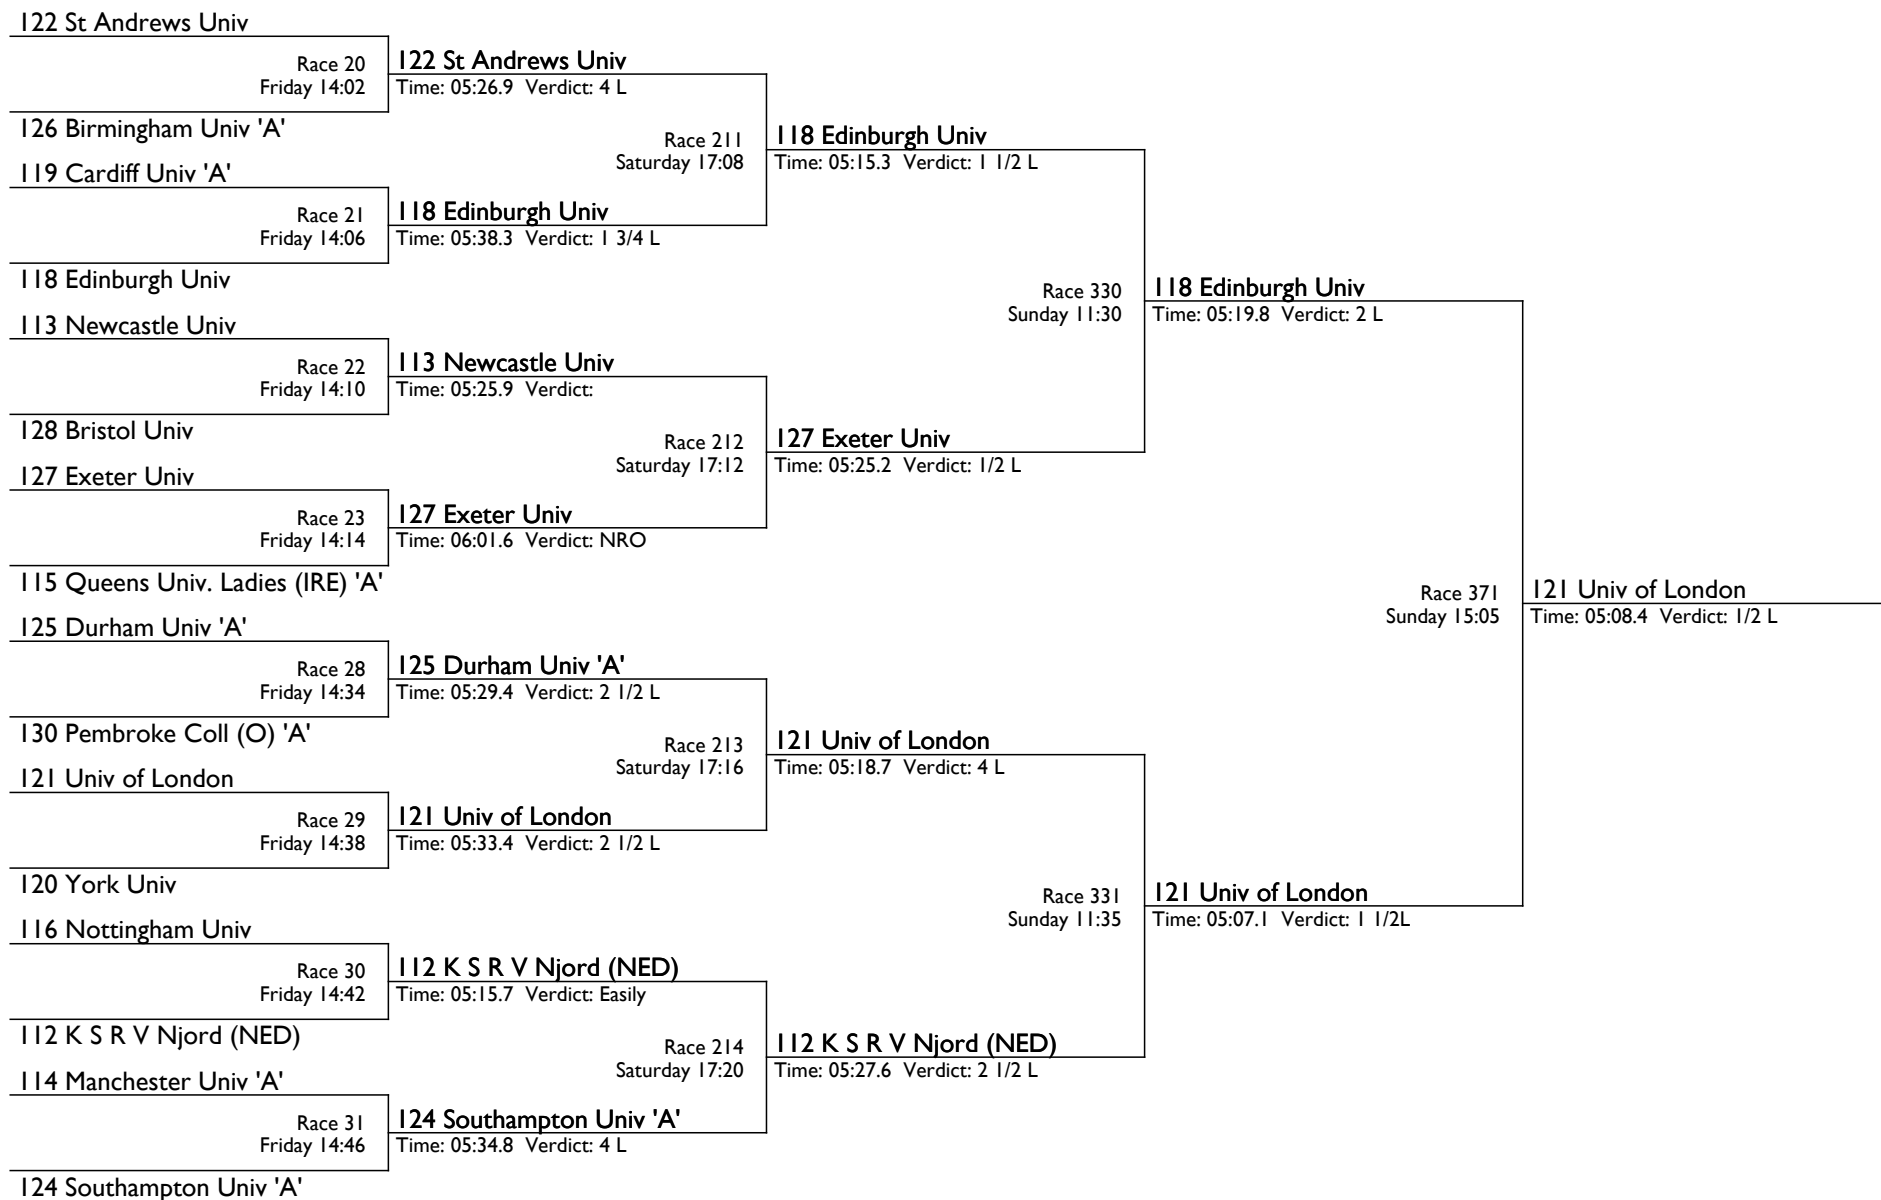 122 St Andrews Univ
Race 20
Friday 14:02
122 St Andrews Univ
Time: 05:26.9 Verdict: 4 L
126 Birmingham Univ 'A'
Race 211
Saturday 17:08
118 Edinburgh Univ
Time: 05:15.3 Verdict: 1 1/2 L
119 Cardiff Univ 'A'
Race 21
Friday 14:06
118 Edinburgh Univ
Time: 05:38.3 Verdict: 1 3/4 L
118 Edinburgh Univ
Race 330
Sunday 11:30
118 Edinburgh Univ
Time: 05:19.8 Verdict: 2 L
113 Newcastle Univ
Race 22
Friday 14:10
113 Newcastle Univ
Time: 05:25.9 Verdict:
128 Bristol Univ
Race 212
Saturday 17:12
127 Exeter Univ
Time: 05:25.2 Verdict: 1/2 L
127 Exeter Univ
Race 23
Friday 14:14
127 Exeter Univ
Time: 06:01.6 Verdict: NRO
115 Queens Univ. Ladies (IRE) 'A'
Race 371
Sunday 15:05
121 Univ of London
Time: 05:08.4 Verdict: 1/2 L
125 Durham Univ 'A'
Race 28
Friday 14:34
125 Durham Univ 'A'
Time: 05:29.4 Verdict: 2 1/2 L
130 Pembroke Coll (O) 'A'
Race 213
Saturday 17:16
121 Univ of London
Time: 05:18.7 Verdict: 4 L
121 Univ of London
Race 29
Friday 14:38
121 Univ of London
Time: 05:33.4 Verdict: 2 1/2 L
120 York Univ
Race 331
Sunday 11:35
121 Univ of London
Time: 05:07.1 Verdict: 1 1/2L
116 Nottingham Univ
Race 30
Friday 14:42
112 K S R V Njord (NED)
Time: 05:15.7 Verdict: Easily
112 K S R V Njord (NED)
Race 214
Saturday 17:20
112 K S R V Njord (NED)
Time: 05:27.6 Verdict: 2 1/2 L
114 Manchester Univ 'A'
Race 31
Friday 14:46
124 Southampton Univ 'A'
Time: 05:34.8 Verdict: 4 L
124 Southampton Univ 'A'